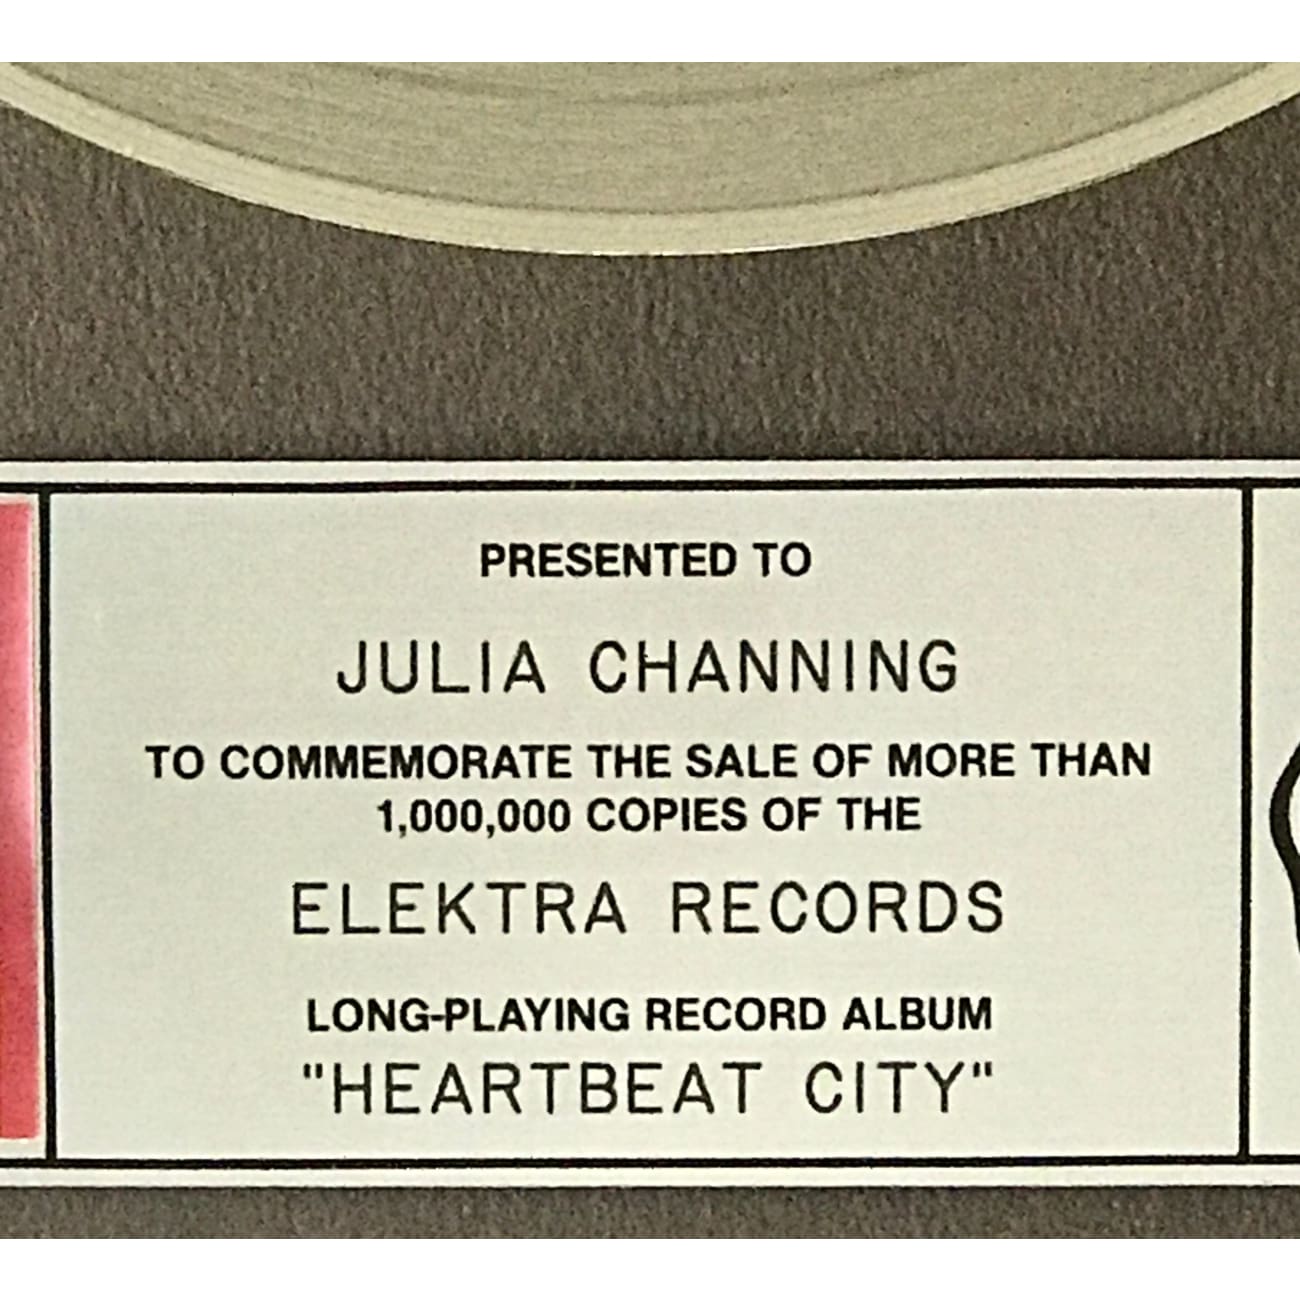 PRESENTED TO
JULIA CHANNING
TO COMMEMORATE THE SALE OF MORE THAN
1,000,000 COPIES OF THE
ELEKTRA RECORDS
LONG-PLAYING RECORD ALBUM
"HEARTBEAT CITY"